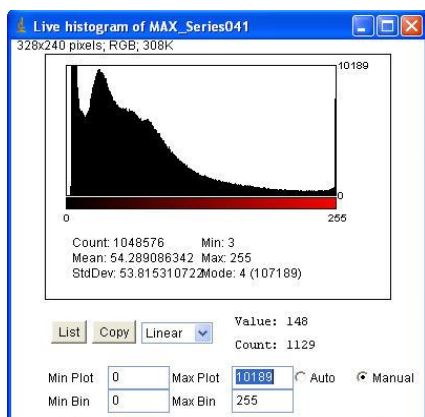 Live histogram of MAX_Series041
328x240 pixels; RGB; 308K
10189
0
0 255
Count: 1048576 Min: 3
Mean: 54.289086342 Max: 255
StdDev: 53.815310722 Mode: 4 (107189)
List Copy Linear Value: 148
Count: 1129
Min Plot 0 Max Plot 10189 Auto Manual
Min Bin 0 Max Bin 255